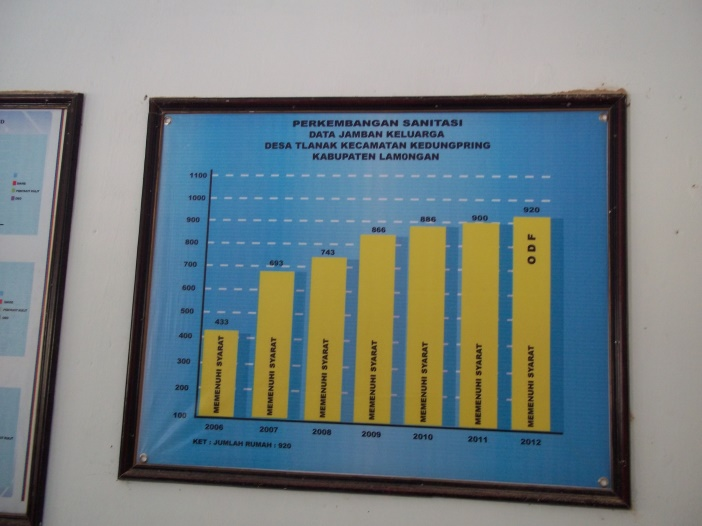 PERKEMBANGAN SANITASI
DATA JAMBAN KELUARGA
DESA TLANAK KECAMATAN KEDUNGPRING
KABUPATEN LAMONGAN
1100
1000
900
800
700
600
500
400
300
200
100
433
693
743
866
886
900
920
ODF
MEMENUHI SYARAT
MEMENUHI SYARAT
MEMENUHI SYARAT
MEMENUHI SYARAT
MEMENUHI SYARAT
MEMENUHI SYARAT
MEMENUHI SYARAT
2006
2007
2008
2009
2010
2011
2012
KET : JUMLAH RUMAH : 920